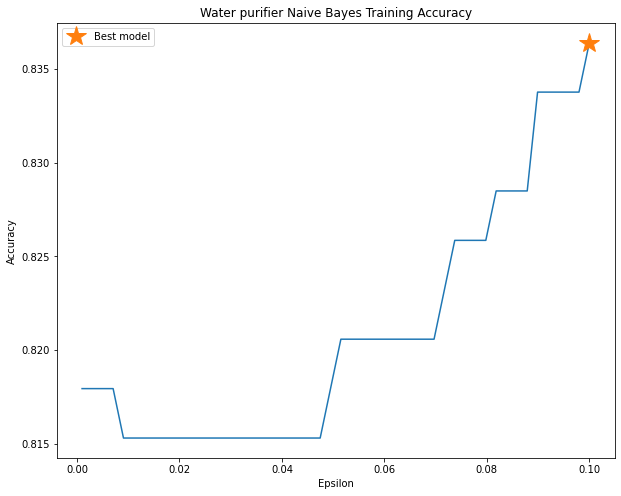 Water purifier Naive Bayes Training Accuracy
Best model
Accuracy
0.835
0.830
0.825
0.820
0.815
0.00 0.02 0.04 0.06 0.08 0.10
Epsilon